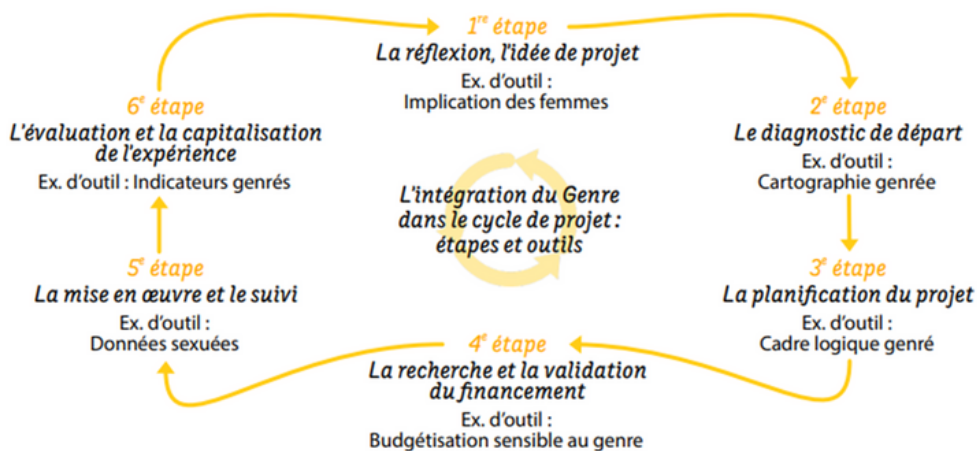 1re étape
La réflexion, l'idée de projet
Ex. d'outil :
Implication des femmes
2e étape
Le diagnostic de départ
Ex. d'outil :
Cartographie genrée
3e étape
La planification du projet
Ex. d'outil :
Cadre logique genré
4e étape
La recherche et la validation
du financement
Ex. d'outil :
Budgétisation sensible au genre
5e étape
La mise en œuvre et le suivi
Ex. d'outil :
Données sexuées
6e étape
L'évaluation et la capitalisation
de l'expérience
Ex. d'outil : Indicateurs genrés
L'intégration du Genre
dans le cycle de projet :
étapes et outils